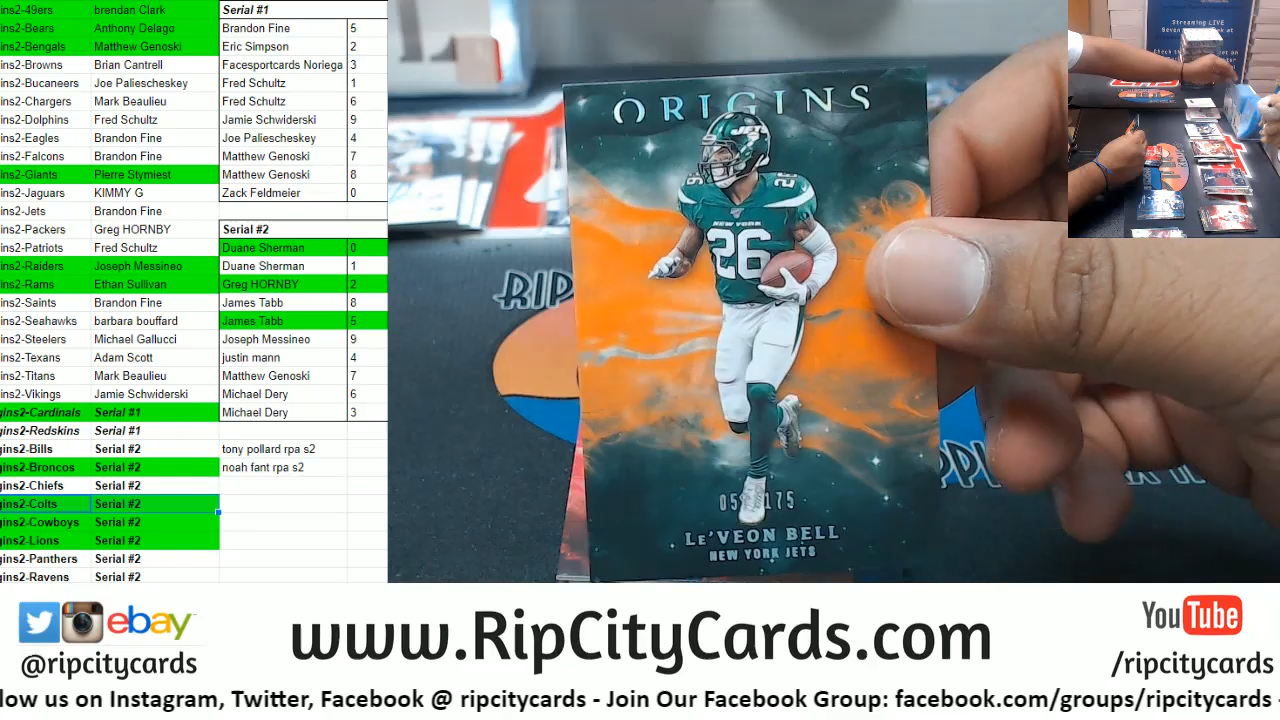 ins2-49ers brendan Clark
ins2-Bears Anthony Delago
ins2-Bengals Matthew Genoski
ins2-Browns Brian Cantrell
ins2-Bucaneers Joe Paliescheskey
ins2-Chargers Mark Beaulieu
ins2-Dolphins Fred Schultz
ins2-Eagles Brandon Fine
ins2-Falcons Brandon Fine
ins2-Giants Pierre Stymiest
ins2-Jaguars KIMMY G
ins2-Jets Brandon Fine
ins2-Packers Greg HORNBY
ins2-Patriots Fred Schultz
ins2-Raiders Joseph Messineo
ins2-Rams Ethan Sullivan
ins2-Saints Brandon Fine
ins2-Seahawks barbara bouffard
ins2-Steelers Michael Gallucci
ins2-Texans Adam Scott
ins2-Titans Mark Beaulieu
ins2-Vikings Jamie Schwiderski
gins2-Cardinals Serial #1
gins2-Redskins Serial #1
gins2-Bills Serial #2
gins2-Broncos Serial #2
gins2-Chiefs Serial #2
gins2-Colts Serial #2
gins2-Cowboys Serial #2
gins2-Lions Serial #2
gins2-Panthers Serial #2
gins2-Ravens Serial #2
Serial #1
Brandon Fine 5
Eric Simpson 2
Facesportcards Noriega 3
Fred Schultz 1
Fred Schultz 6
Jamie Schwiderski 9
Joe Paliescheskey 4
Matthew Genoski 7
Matthew Genoski 8
Zack Feldmeier 0
Serial #2
Duane Sherman 0
Duane Sherman 1
Greg HORNBY 2
James Tabb 8
James Tabb 5
Joseph Messineo 9
justin mann 4
Matthew Genoski 7
Michael Dery 6
Michael Dery 3
tony pollard rpa s2
noah fant rpa s2
ORIGINS
JETS
NEW YORK
26
LE'VEON BELL
NEW YORK JETS
RIP
Streaming LIVE
ebay
@ripcitycards
www.RipCityCards.com
YouTube
/ripcitycards
low us on Instagram, Twitter, Facebook @ ripcitycards - Join Our Facebook Group: facebook.com/groups/ripcitycards -